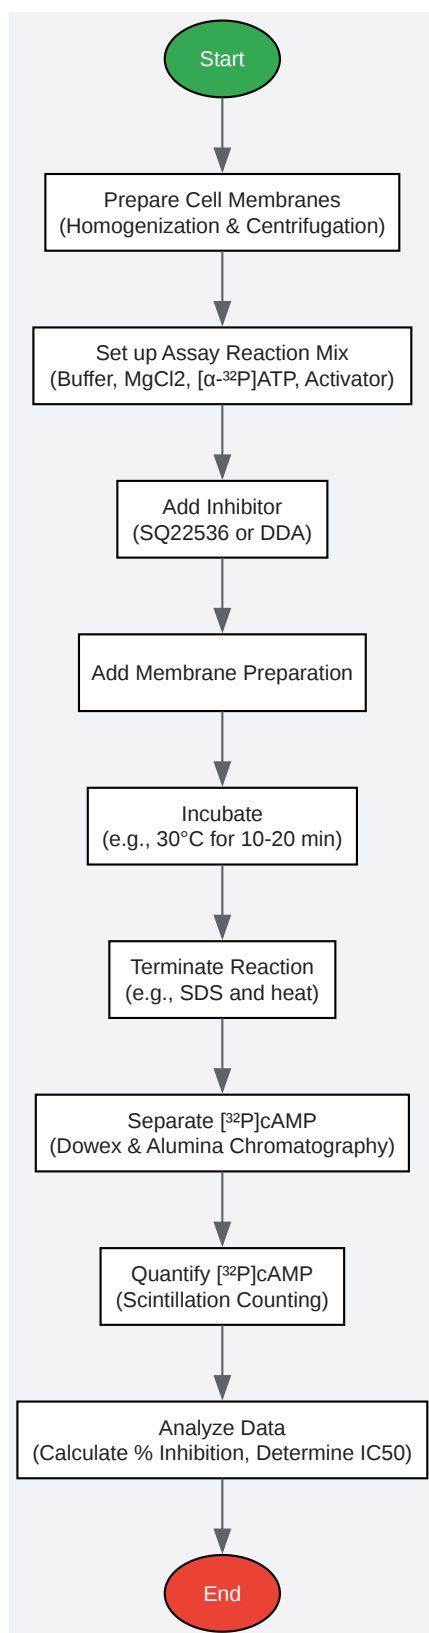 Start
Prepare Cell Membranes
(Homogenization & Centrifugation)
Set up Assay Reaction Mix
(Buffer, MgCl2, [α-³²P]ATP, Activator)
Add Inhibitor
(SQ22536 or DDA)
Add Membrane Preparation
Incubate
(e.g., 30°C for 10-20 min)
Terminate Reaction
(e.g., SDS and heat)
Separate [³²P]cAMP
(Dowex & Alumina Chromatography)
Quantify [³²P]cAMP
(Scintillation Counting)
Analyze Data
(Calculate % Inhibition, Determine IC50)
End